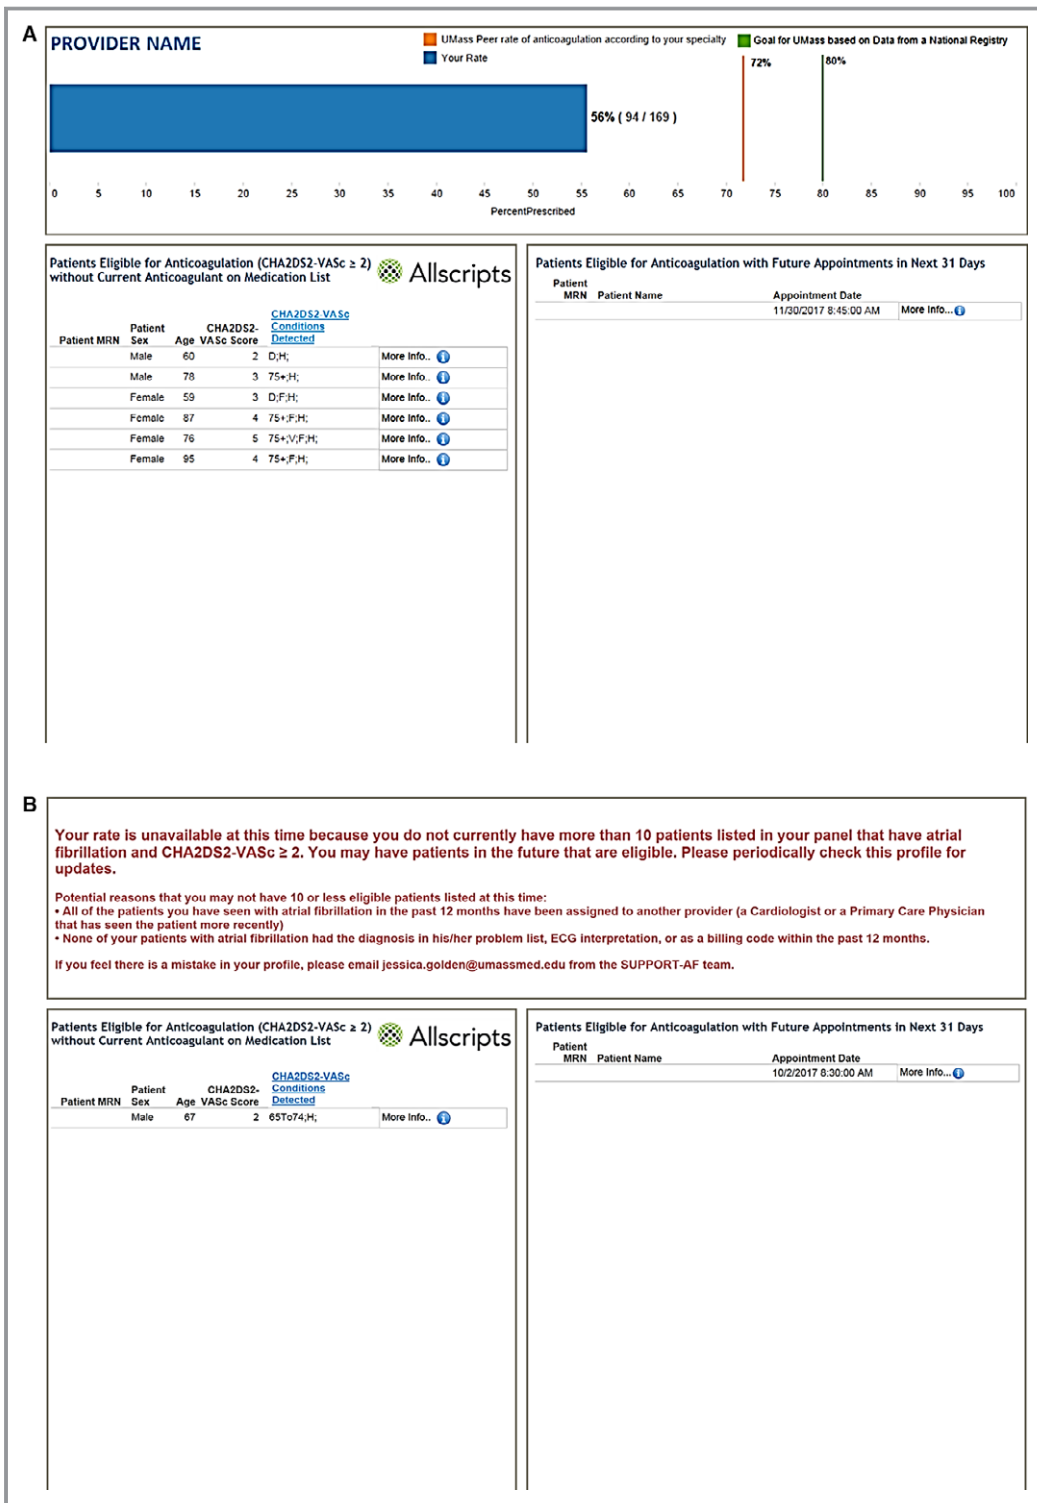 A
PROVIDER NAME
UMass Peer rate of anticoagulation according to your specialty
Goal for UMass based on Data from a National Registry
Your Rate
72%
80%
56% ( 94 / 169 )
0 5 10 15 20 25 30 35 40 45 50 55 60 65 70 75 80 85 90 95 100
PercentPrescribed
Patients Eligible for Anticoagulation (CHA2DS2-VASc ≥ 2)
without Current Anticoagulant on Medication List
Allscripts
Patient MRN Patient Sex Age CHA2DS2-VASc Score CHA2DS2-VASc Conditions Detected
Male 60 2 D;H; More Info..
Male 78 3 75+;H; More Info..
Female 59 3 D;F;H; More Info..
Female 87 4 75+;F;H; More Info..
Female 76 5 75+;V;F;H; More Info..
Female 95 4 75+;F;H; More Info..
Patients Eligible for Anticoagulation with Future Appointments in Next 31 Days
Patient MRN Patient Name Appointment Date
11/30/2017 8:45:00 AM More Info...
B
Your rate is unavailable at this time because you do not currently have more than 10 patients listed in your panel that have atrial
fibrillation and CHA2DS2-VASc ≥ 2. You may have patients in the future that are eligible. Please periodically check this profile for
updates.
Potential reasons that you may not have 10 or less eligible patients listed at this time:
• All of the patients you have seen with atrial fibrillation in the past 12 months have been assigned to another provider (a Cardiologist or a Primary Care Physician
that has seen the patient more recently)
• None of your patients with atrial fibrillation had the diagnosis in his/her problem list, ECG interpretation, or as a billing code within the past 12 months.
If you feel there is a mistake in your profile, please email jessica.golden@umassmed.edu from the SUPPORT-AF team.
Patients Eligible for Anticoagulation (CHA2DS2-VASc ≥ 2)
without Current Anticoagulant on Medication List
Allscripts
Patient MRN Patient Sex Age CHA2DS2-VASc Score CHA2DS2-VASc Conditions Detected
Male 67 2 65To74;H; More Info..
Patients Eligible for Anticoagulation with Future Appointments in Next 31 Days
Patient MRN Patient Name Appointment Date
10/2/2017 8:30:00 AM More Info...